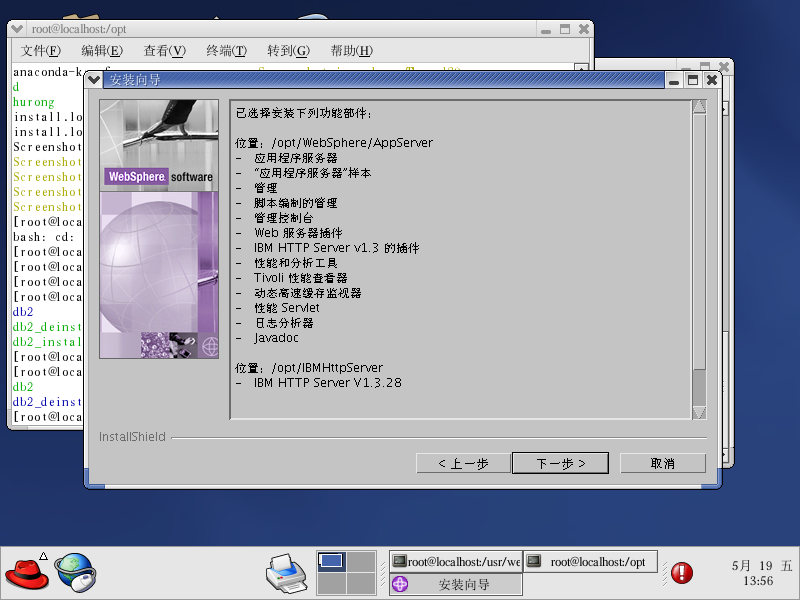 root@localhost:/opt
文件(F) 编辑(E) 查看(V) 终端(T) 转到(G) 帮助(H)
anaconda-k
d
hurong
install.lo
install.lo
Screenshot
Screenshot
Screenshot
Screenshot
Screenshot
[root@loca
bash: cd:
[root@loca
[root@loca
[root@loca
[root@loca
db2
db2_deinst
db2_instal
[root@loca
[root@loca
db2
db2_deinst
[root@loca
安装向导
WebSphere software
已选择安装下列功能部件:
位置: /opt/WebSphere/AppServer
- 应用程序服务器
- “应用程序服务器”样本
- 管理
- 脚本编制的管理
- 管理控制台
- Web 服务器插件
- IBM HTTP Server v1.3 的插件
- 性能和分析工具
- Tivoli 性能查看器
- 动态高速缓存监视器
- 性能 Servlet
- 日志分析器
- Javadoc
位置: /opt/IBMHttpServer
- IBM HTTP Server V1.3.28
InstallShield
< 上一步 下一步 > 取消
root@localhost:/usr/we root@localhost:/opt
安装向导
5月 19 五
13:56